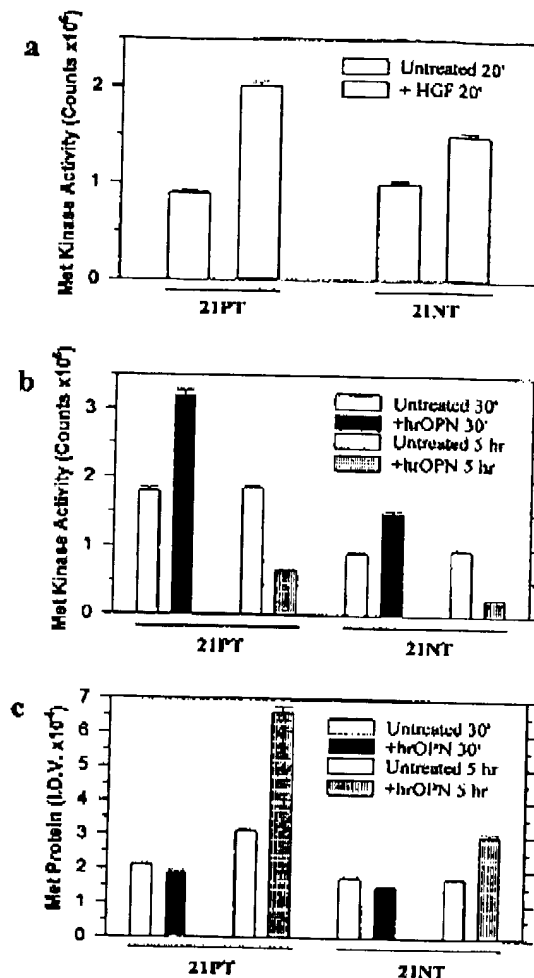 a
Met Kinase Activity (Counts x10⁶)
2
1
0
Untreated 20'
+ HGF 20'
21PT
21NT
b
Met Kinase Activity (Counts x10⁶)
3
2
1
0
Untreated 30'
+hrOPN 30'
Untreated 5 hr
+hrOPN 5 hr
21PT
21NT
c
Met Protein (I.D.V. x10⁴)
7
6
5
4
3
2
1
0
Untreated 30'
+hrOPN 30'
Untreated 5 hr
+hrOPN 5 hr
21PT
21NT